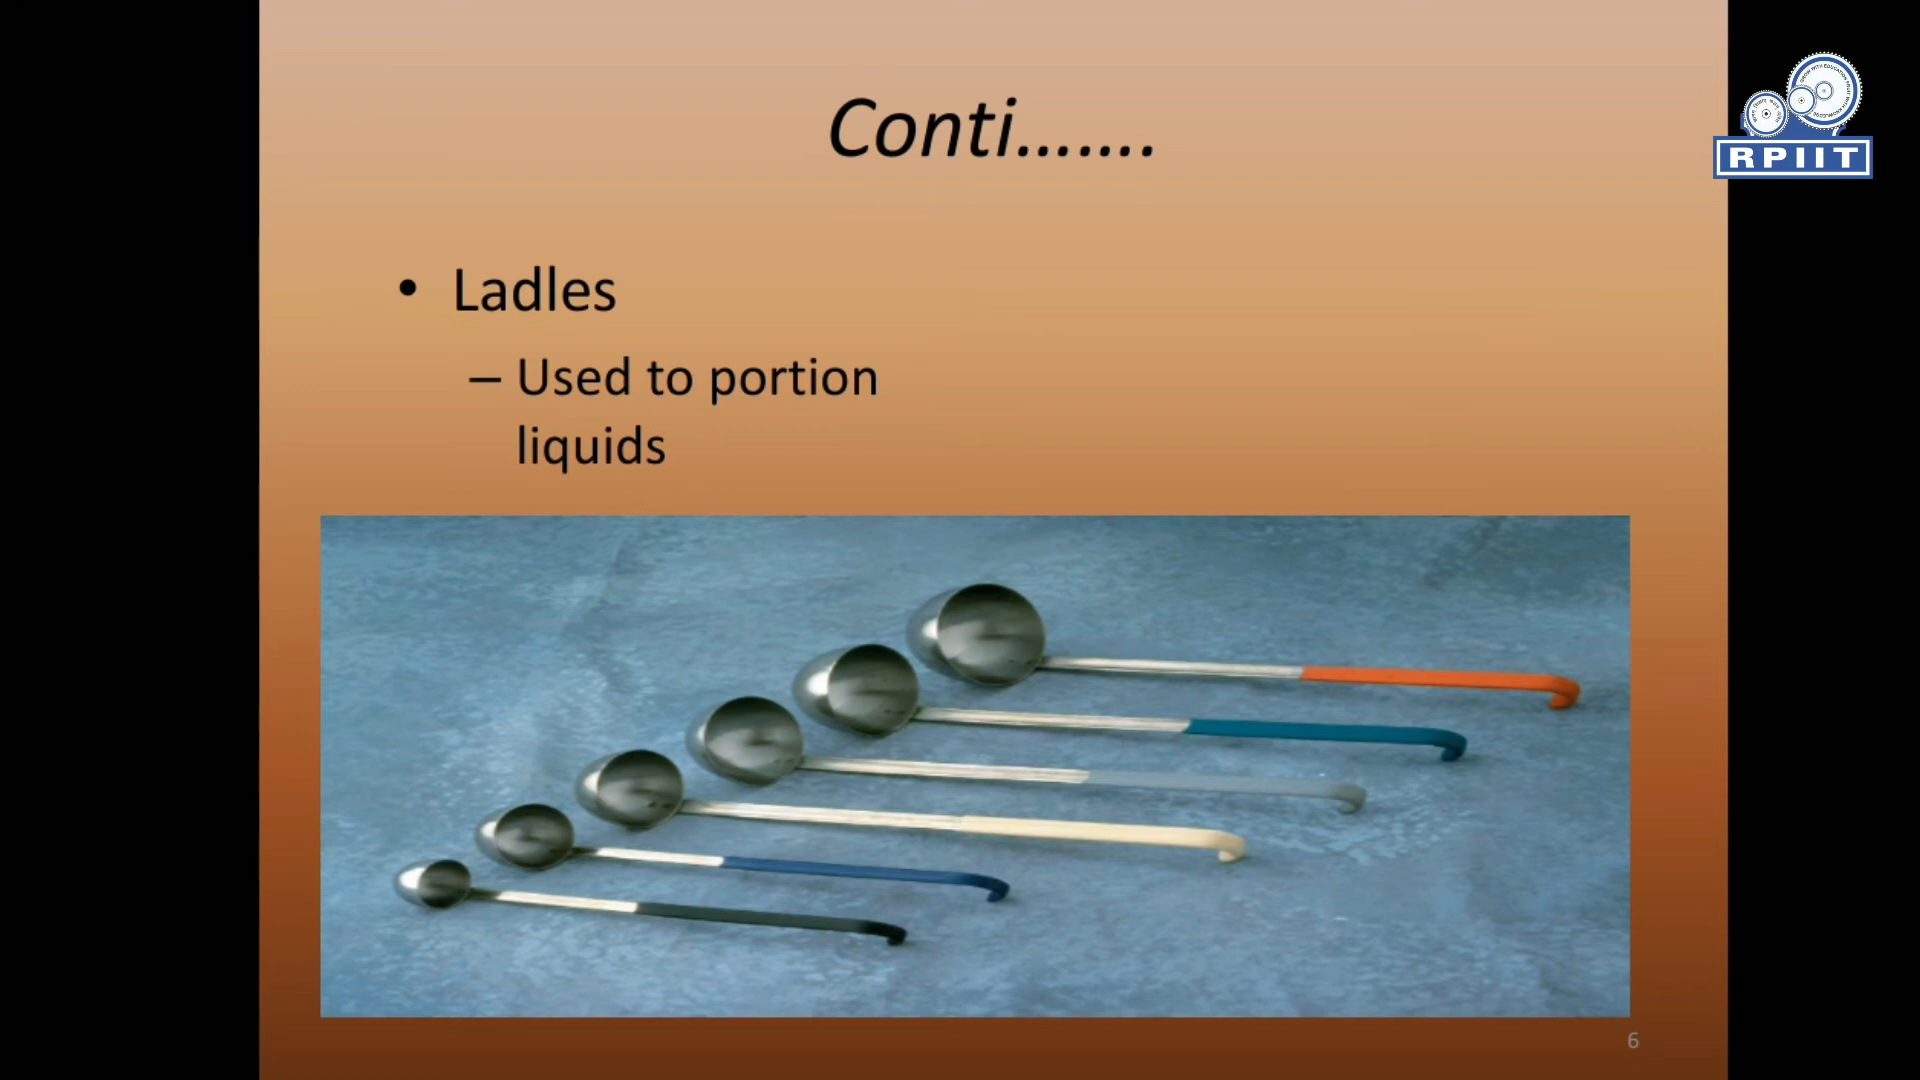 Conti…….
RPIIT
• Ladles
– Used to portion
liquids
6